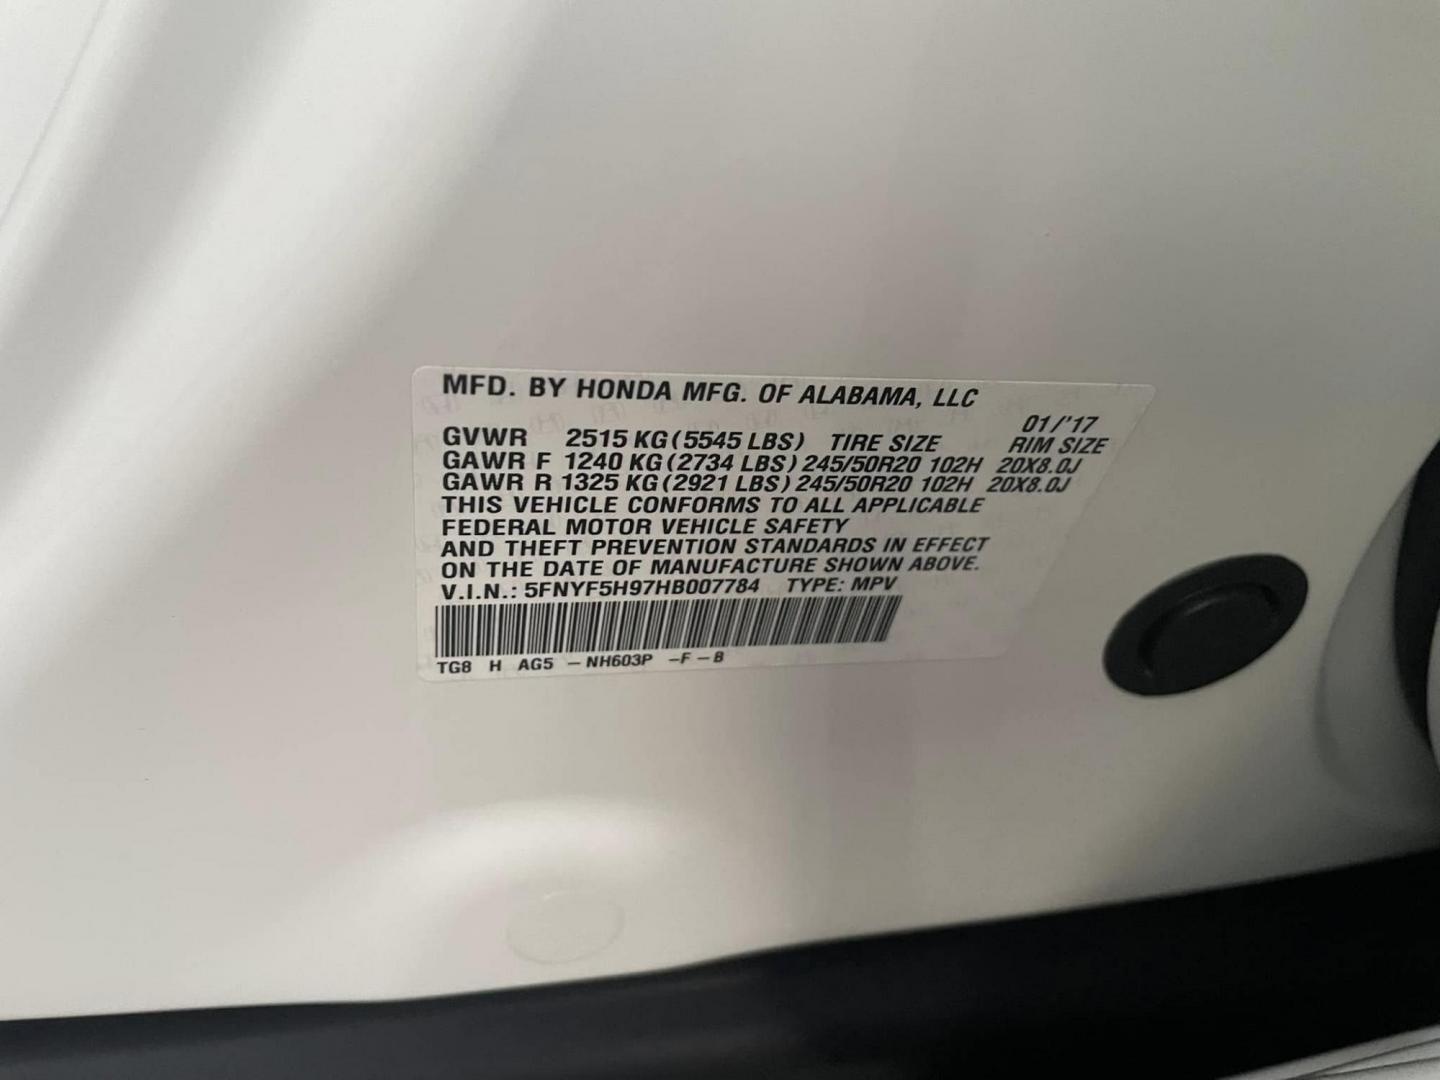 MFD. BY HONDA MFG. OF ALABAMA, LLC
01/'17
GVWR 2515 KG (5545 LBS) TIRE SIZE RIM SIZE
GAWR F 1240 KG (2734 LBS) 245/50R20 102H 20X8.0J
GAWR R 1325 KG (2921 LBS) 245/50R20 102H 20X8.0J
THIS VEHICLE CONFORMS TO ALL APPLICABLE
FEDERAL MOTOR VEHICLE SAFETY
AND THEFT PREVENTION STANDARDS IN EFFECT
ON THE DATE OF MANUFACTURE SHOWN ABOVE.
V.I.N.: 5FNYF5H97HB007784 TYPE: MPV
TG8 H AG5 - NH603P -F - B